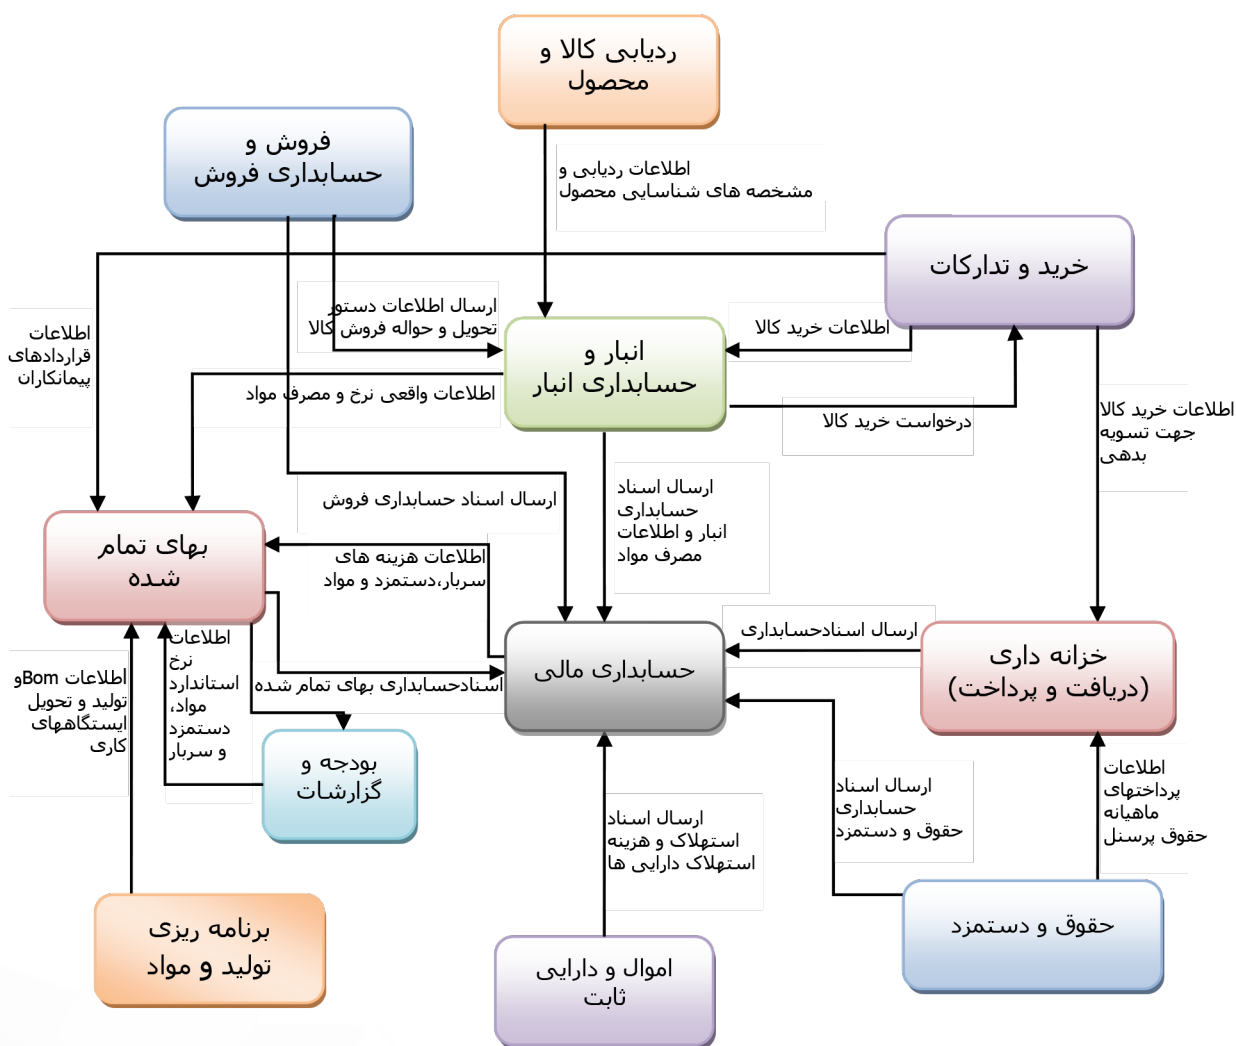 ردیابی کالا و
محصول
فروش و
حسابداری فروش
اطلاعات ردیابی و
مشخصه های شناسایی محصول
خرید و تدارکات
ارسال اطلاعات دستور
تحویل و حواله فروش کالا
اطلاعات خرید کالا
اطلاعات
قراردادهای
پیمانکاران
انبار و
حسابداری انبار
اطلاعات واقعی نرخ و مصرف مواد
درخواست خرید کالا
اطلاعات خرید کالا
جهت تسویه
بدهی
ارسال اسناد حسابداری فروش
ارسال اسناد
حسابداری
انبار و اطلاعات
مصرف مواد
بهای تمام
شده
اطلاعات هزینه های
سربار،دستمزد و مواد
ارسال اسنادحسابداری
خزانه داری
(دریافت و پرداخت)
حسابداری مالی
اطلاعات
نرخ
استاندارد
مواد،
دستمزد
و سربار
اسنادحسابداری بهای تمام شده
اطلاعات Bomو
تولید و تحویل
ایستگاههای
کاری
بودجه و
گزارشات
ارسال اسناد
استهلاک و هزینه
استهلاک دارایی ها
ارسال اسناد
حسابداری
حقوق و دستمزد
اطلاعات
پرداختهای
ماهیانه
حقوق پرسنل
برنامه ریزی
تولید و مواد
اموال و دارایی
ثابت
حقوق و دستمزد